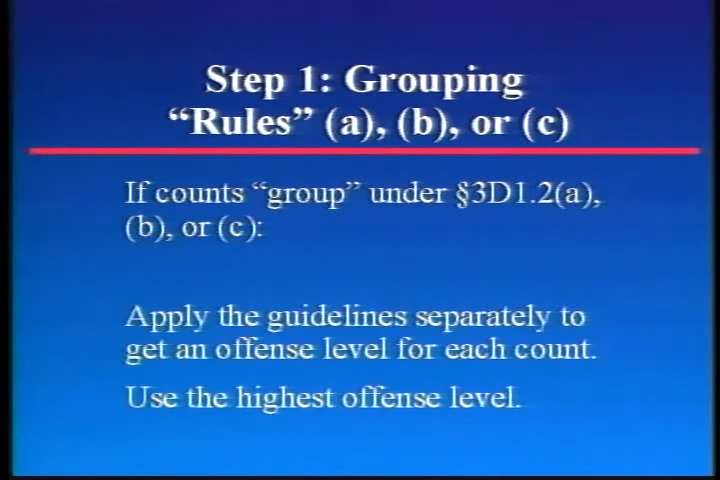 Step 1: Grouping
“Rules” (a), (b), or (c)
If counts “group” under §3D1.2(a),
(b), or (c):
Apply the guidelines separately to
get an offense level for each count.
Use the highest offense level.